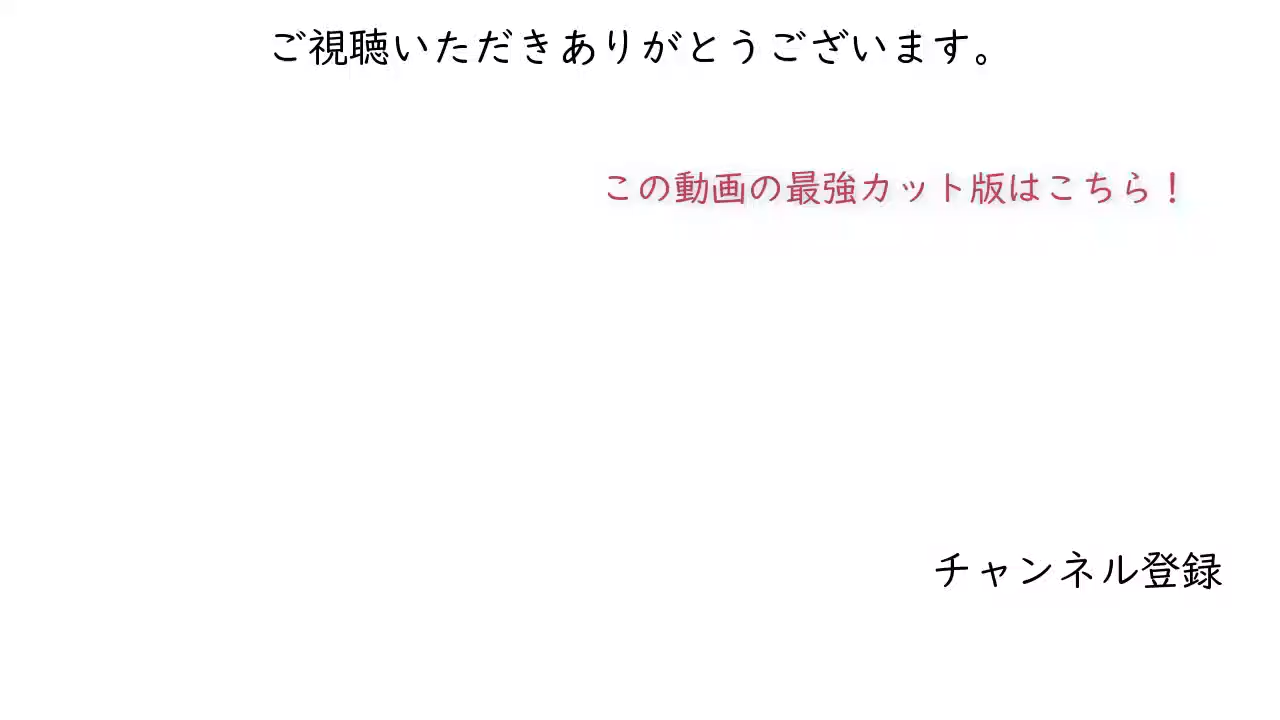 ご視聴いただきありがとうございます。
この動画の最強カット版はこちら！
チャンネル登録